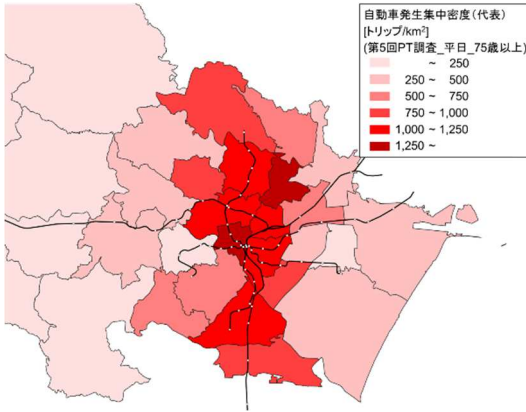 自動車発生集中密度(代表)
[トリップ/km²]
(第5回PT調査_平日_75歳以上)
~ 250
250 ~ 500
500 ~ 750
750 ~ 1,000
1,000 ~ 1,250
1,250 ~